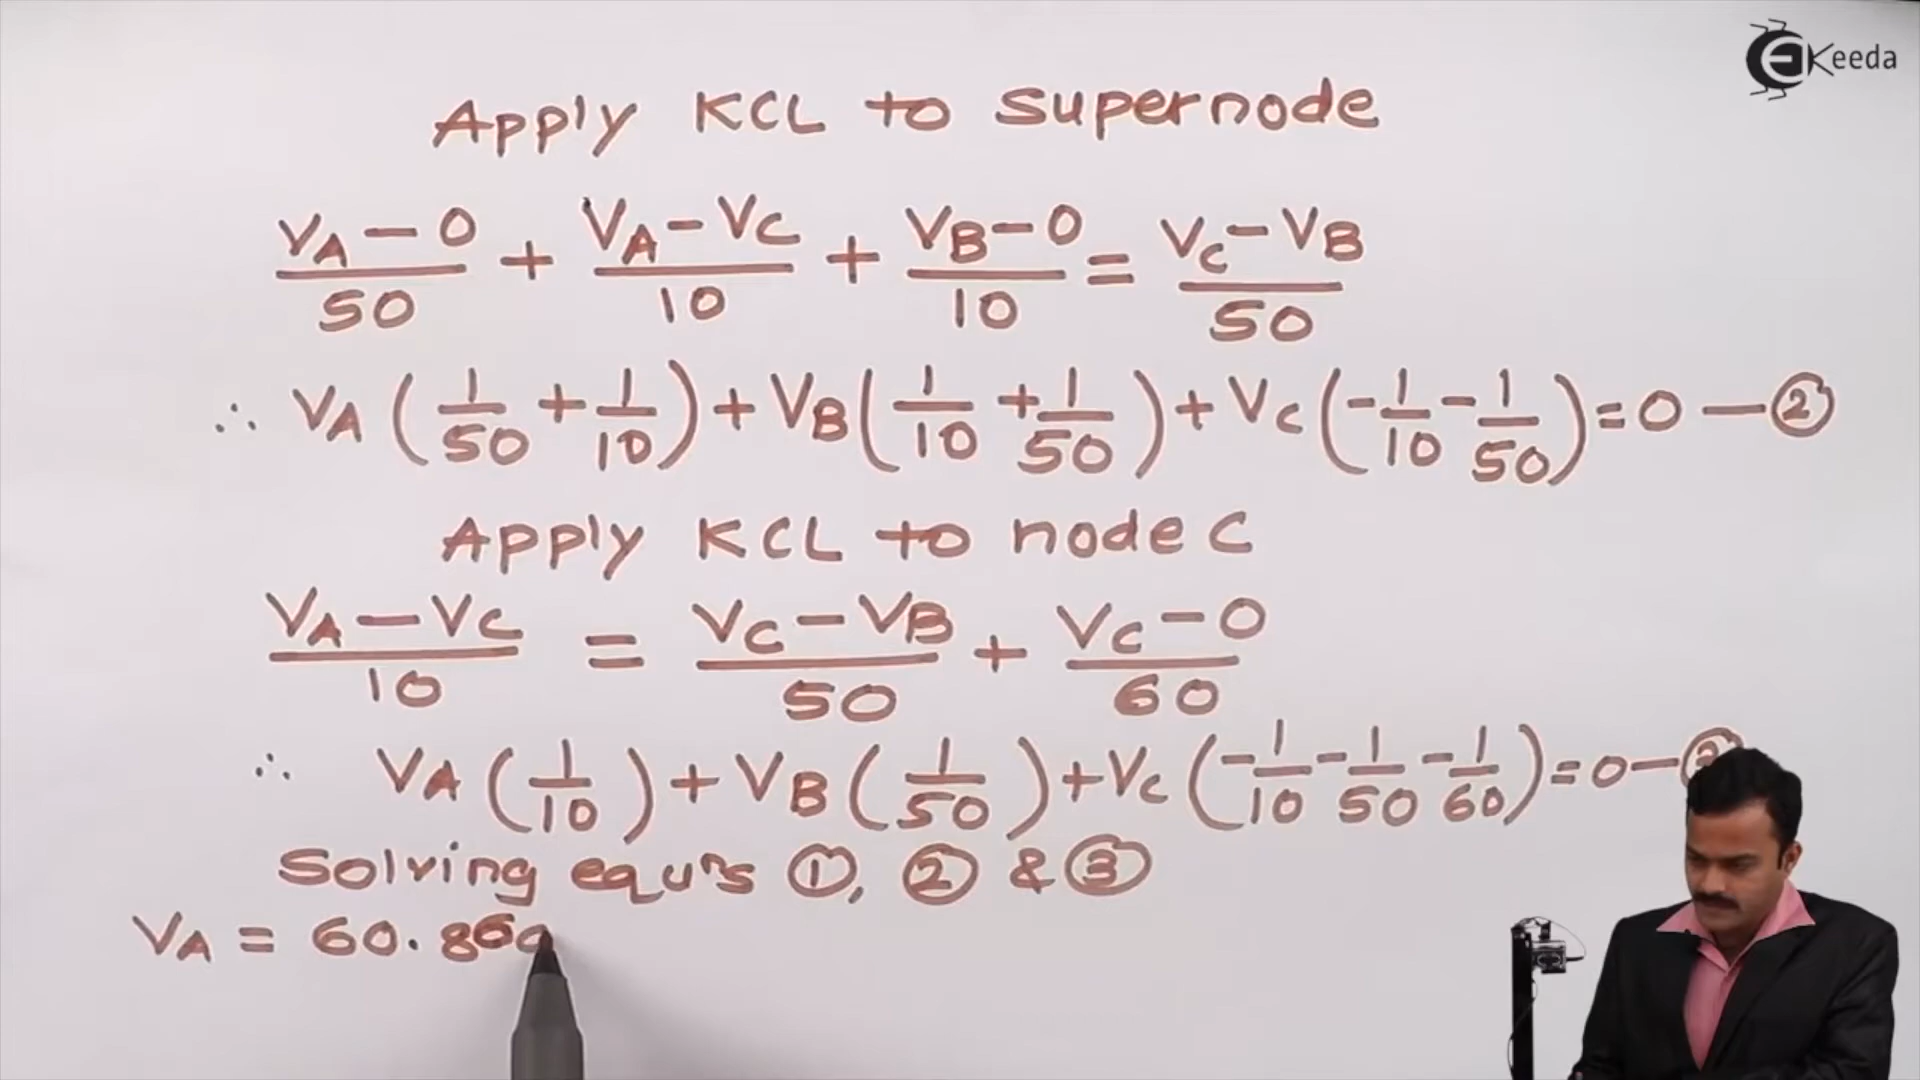 EKeeda
Apply KCL to supernode
VA-0/50 + VA-VC/10 + VB-0/10 = VC-VB/50
∴ VA(1/50+1/10)+VB(1/10+1/50)+VC(-1/10-1/50)=0—②
Apply KCL to node C
VA-VC/10 = VC-VB/50 + VC-0/60
∴ VA(1/10)+VB(1/50)+VC(-1/10-1/50-1/60)=0—
Solving equ's ①, ② & ③
VA = 60.86